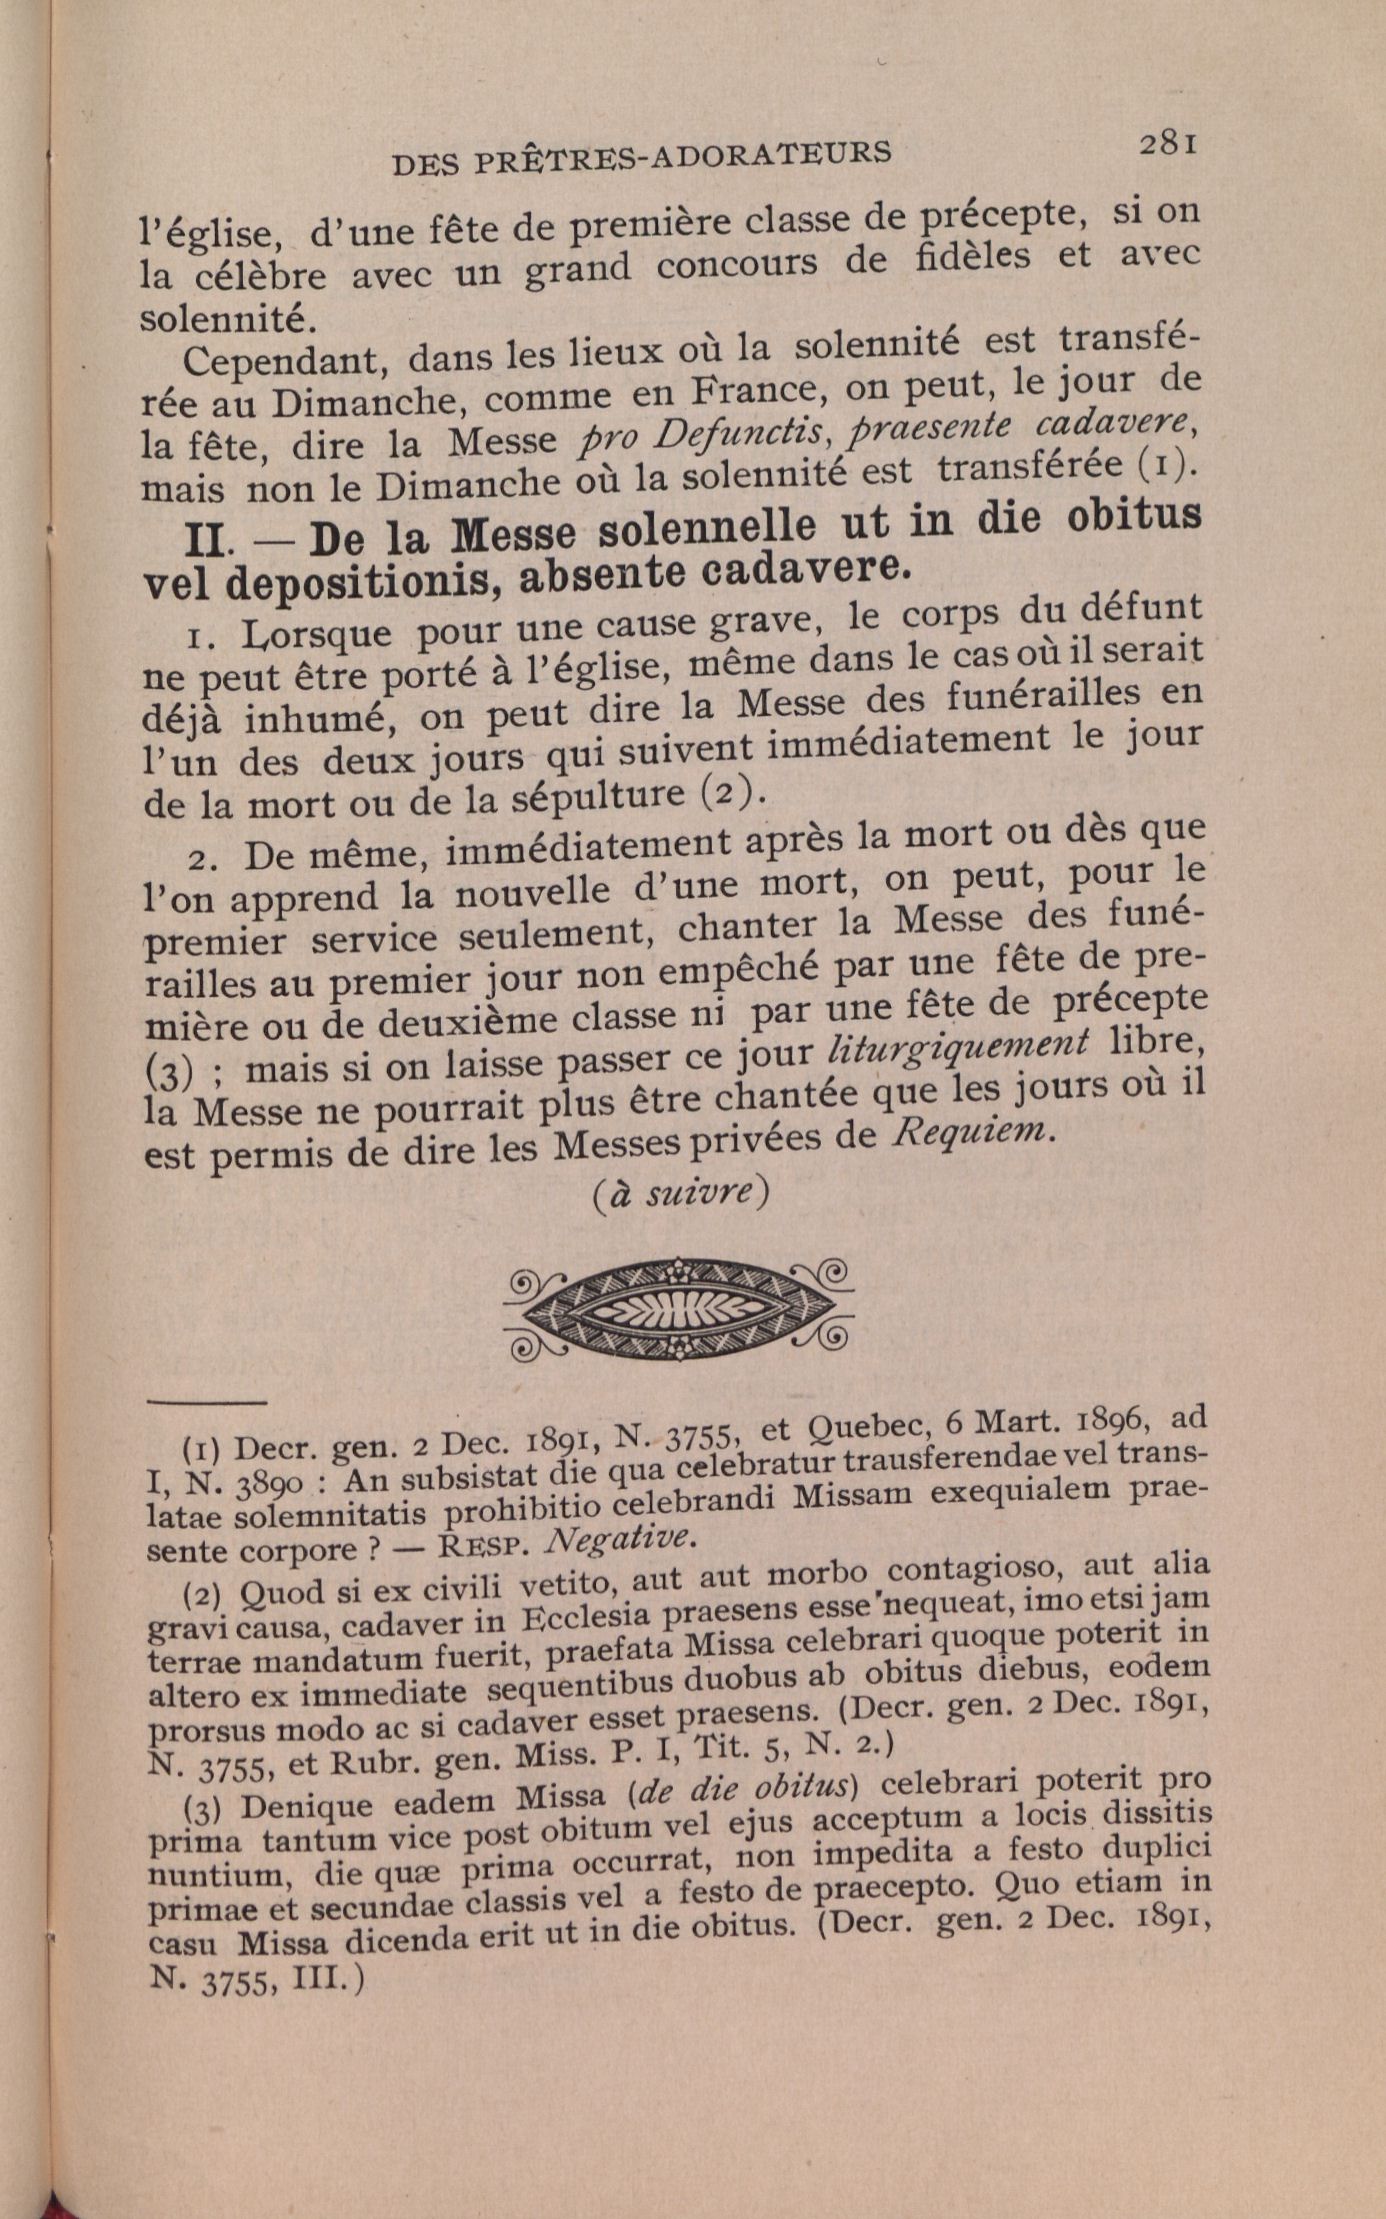 DES PRÊTRES-ADORATEURS 281
l'église, d'une fête de première classe de précepte, si on
la célèbre avec un grand concours de fidèles et avec
solennité.
Cependant, dans les lieux où la solennité est transfé-
rée au Dimanche, comme en France, on peut, le jour de
la fête, dire la Messe pro Defunctis, praesente cadavere,
mais non le Dimanche où la solennité est transférée (1).
II. — De la Messe solennelle ut in die obitus
vel depositionis, absente cadavere.
1. Lorsque pour une cause grave, le corps du défunt
ne peut être porté à l'église, même dans le cas où il serait
déjà inhumé, on peut dire la Messe des funérailles en
l'un des deux jours qui suivent immédiatement le jour
de la mort ou de la sépulture (2).
2. De même, immédiatement après la mort ou dès que
l'on apprend la nouvelle d'une mort, on peut, pour le
premier service seulement, chanter la Messe des funé-
railles au premier jour non empêché par une fête de pre-
mière ou de deuxième classe ni par une fête de précepte
(3) ; mais si on laisse passer ce jour liturgiquement libre,
la Messe ne pourrait plus être chantée que les jours où il
est permis de dire les Messes privées de Requiem.
(à suivre)
(1) Decr. gen. 2 Dec. 1891, N. 3755, et Quebec, 6 Mart. 1896, ad
I, N. 3890 : An subsistat die qua celebratur trausferendae vel trans-
latae solemnitatis prohibitio celebrandi Missam exequialem prae-
sente corpore ? — RESP. Negative.
(2) Quod si ex civili vetito, aut aut morbo contagioso, aut alia
gravi causa, cadaver in Ecclesia praesens esse nequeat, imo etsi jam
terrae mandatum fuerit, praefata Missa celebrari quoque poterit in
altero ex immediate sequentibus duobus ab obitus diebus, eodem
prorsus modo ac si cadaver esset praesens. (Decr. gen. 2 Dec. 1891,
N. 3755, et Rubr. gen. Miss. P. I, Tit. 5, N. 2.)
(3) Denique eadem Missa (de die obitus) celebrari poterit pro
prima tantum vice post obitum vel ejus acceptum a locis dissitis
nuntium, die quæ prima occurrat, non impedita a festo duplici
primae et secundae classis vel a festo de praecepto. Quo etiam in
casu Missa dicenda erit ut in die obitus. (Decr. gen. 2 Dec. 1891,
N. 3755, III.)